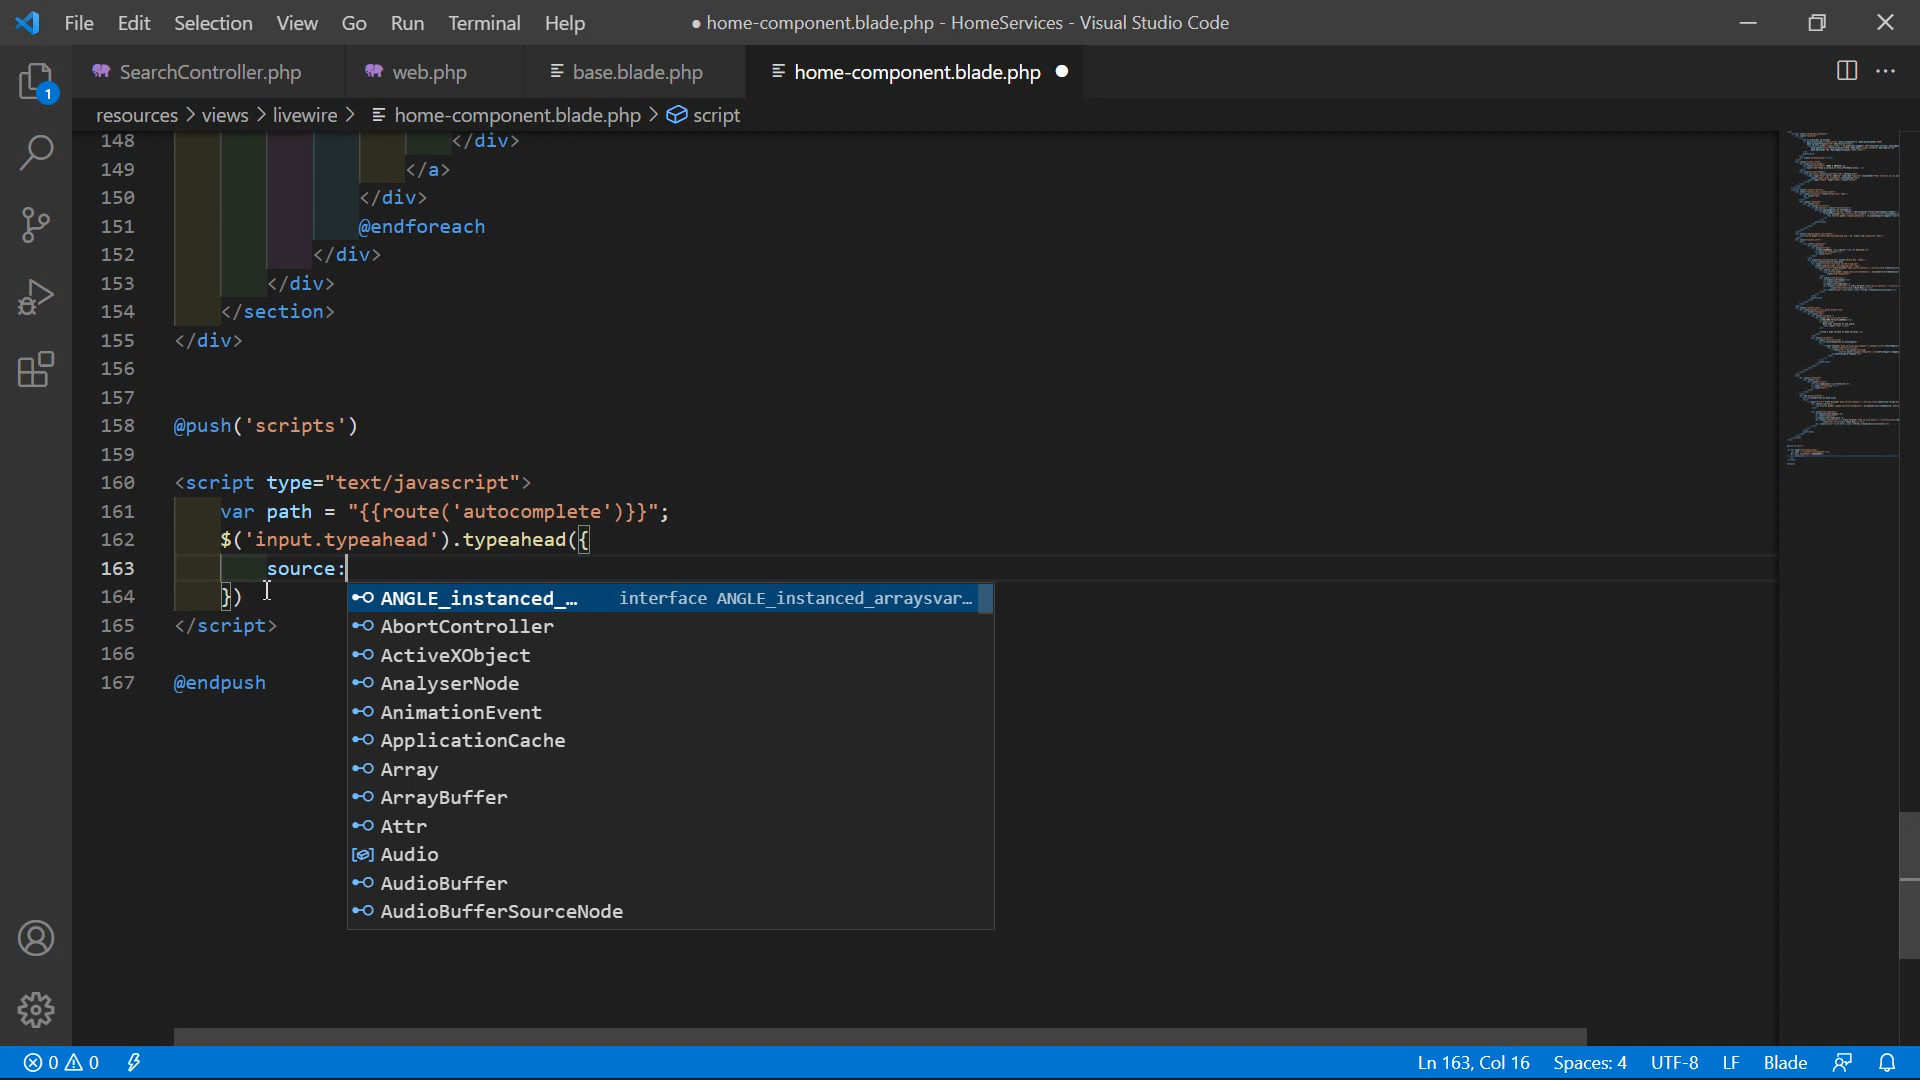 File Edit Selection View Go Run Terminal Help ● home-component.blade.php - HomeServices - Visual Studio Code
SearchController.php web.php base.blade.php home-component.blade.php
resources > views > livewire > home-component.blade.php > script
1
148 </div>
149 </a>
150 </div>
151 @endforeach
152 </div>
153 </div>
154 </section>
155 </div>
156
157
158 @push('scripts')
159
160 <script type="text/javascript">
161 var path = "{{route('autocomplete')}}";
162 $('input.typeahead').typeahead({
163 source:
164 })
165 </script>
166
167 @endpush
ANGLE_instanced_… interface ANGLE_instanced_arraysvar…
AbortController
ActiveXObject
AnalyserNode
AnimationEvent
ApplicationCache
Array
ArrayBuffer
Attr
Audio
AudioBuffer
AudioBufferSourceNode
0 0 Ln 163, Col 16 Spaces: 4 UTF-8 LF Blade